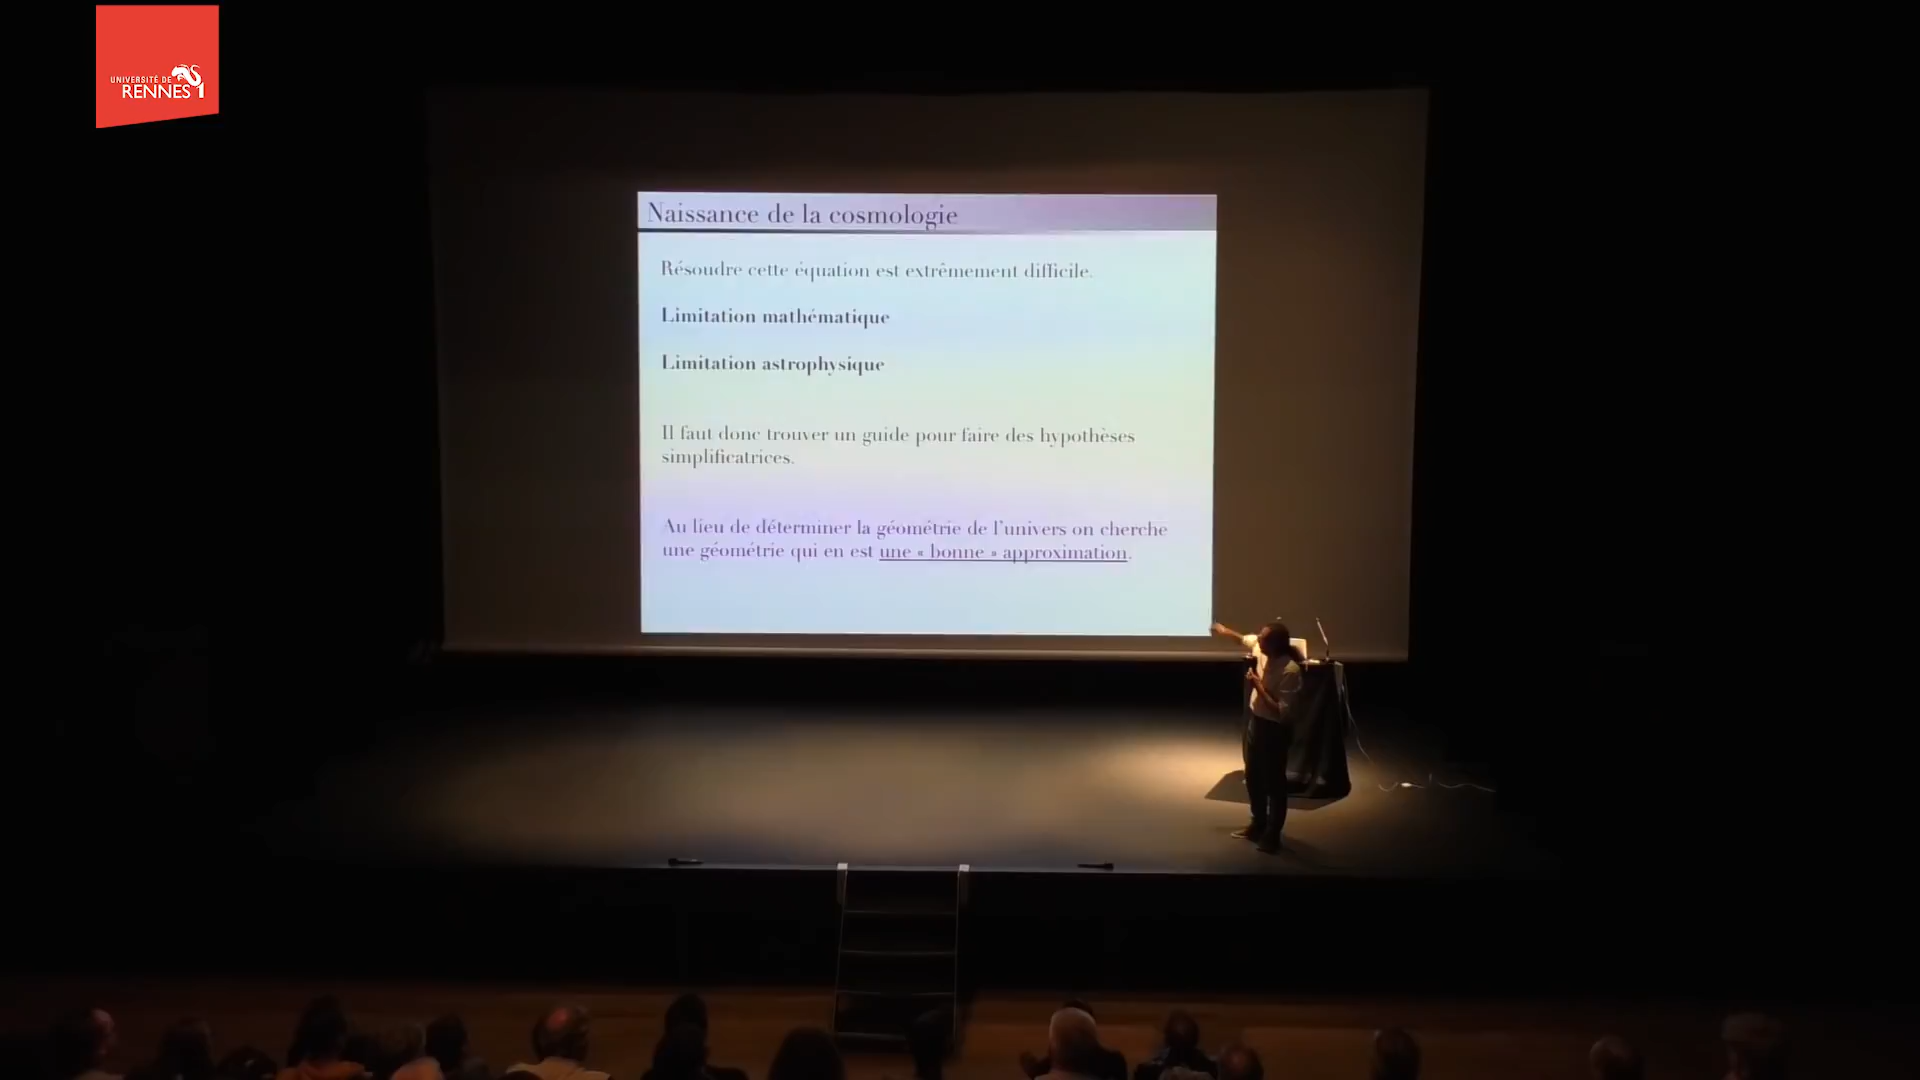 UNIVERSITÉ DE
RENNES 1
Naissance de la cosmologie
Résoudre cette équation est extrêmement difficile.
Limitation mathématique
Limitation astrophysique
Il faut donc trouver un guide pour faire des hypothèses
simplificatrices.
Au lieu de déterminer la géométrie de l'univers on cherche
une géométrie qui en est une « bonne » approximation.